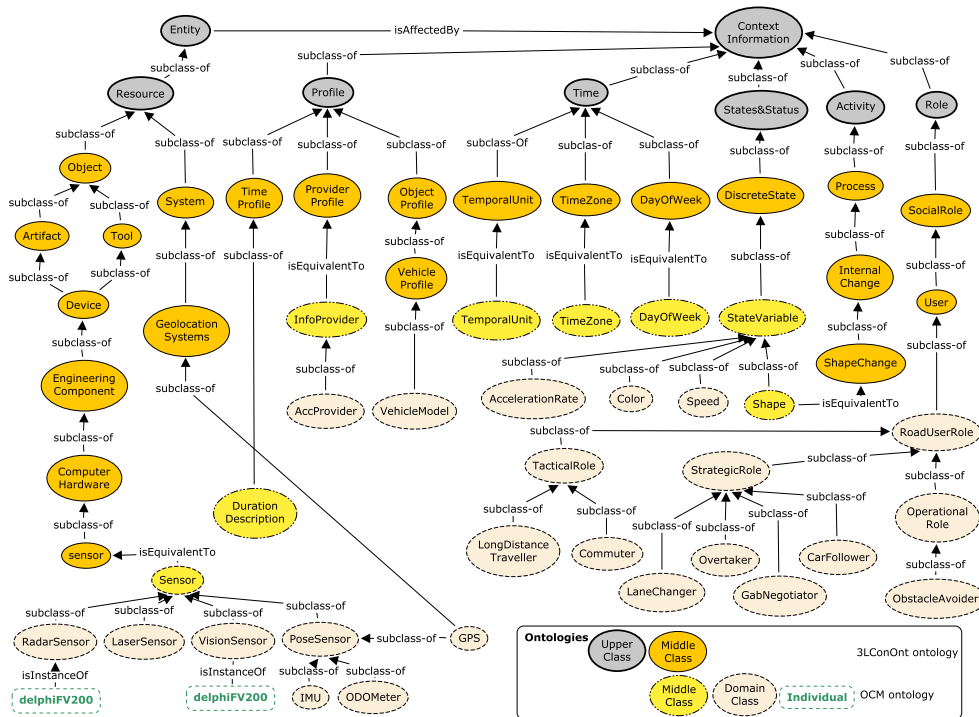 Entity
isAffectedBy
Context
Information
subclass-of
subclass-of
subclass-of
subclass-of
subclass-of
subclass-of
Resource
Profile
Time
States&Status
Activity
Role
subclass-of
subclass-of
subclass-of
subclass-of
subclass-of
subclass-Of
subclas-of
subclass-of
subclass-of
subclass-of
subclass-of
Object
System
Time
Profile
Provider
Profile
Object
Profile
TemporalUnit
TimeZone
DayOfWeek
DiscreteState
Process
SocialRole
subclass-of
subclass-of
Artifact
Tool
subclass-of
subclass-of
subclass-of
subclass-of
subclass-of
isEquivalentTo
isEquivalentTo
isEquivalentTo
isEquivalentTo
subclass-of
subclass-of
subclass-of
Vehicle
Profile
Internal
Change
User
Device
Geolocation
Systems
InfoProvider
TemporalUnit
TimeZone
DayOfWeek
StateVariable
subclass-of
subclass-of
subclass-of
subclass-of
subclass-of
subclass-of
subclass-of
subclass-of
subclass-of
subclass-of
ShapeChange
Engineering
Component
AccProvider
VehicleModel
AccelerationRate
Color
Speed
Shape
isEquivalentTo
subclass-of
subclass-of
RoadUserRole
Computer
Hardware
TacticalRole
StrategicRole
subclass-of
subclass-of
subclass-of
subclass-of
subclass-of
subclass-of
Duration
Description
Operational
Role
subclass-of
subclass-of
subclass-of
subclass-of
subclass-of
sensor
isEquivalentTo
LongDistance
Traveller
Commuter
Overtaker
CarFollower
subclass-of
Sensor
LaneChanger
GabNegotiator
ObstacleAvoider
subclass-of
subclass-of
subclass-of
subclass-of
RadarSensor
LaserSensor
VisionSensor
PoseSensor
subclass-of
GPS
isInstanceOf
isInstanceOf
subclass-of
subclass-of
delphiFV200
delphiFV200
IMU
ODOMeter
Ontologies
Upper
Class
Middle
Class
3LConOnt ontology
Middle
Class
Domain
Class
Individual
OCM ontology